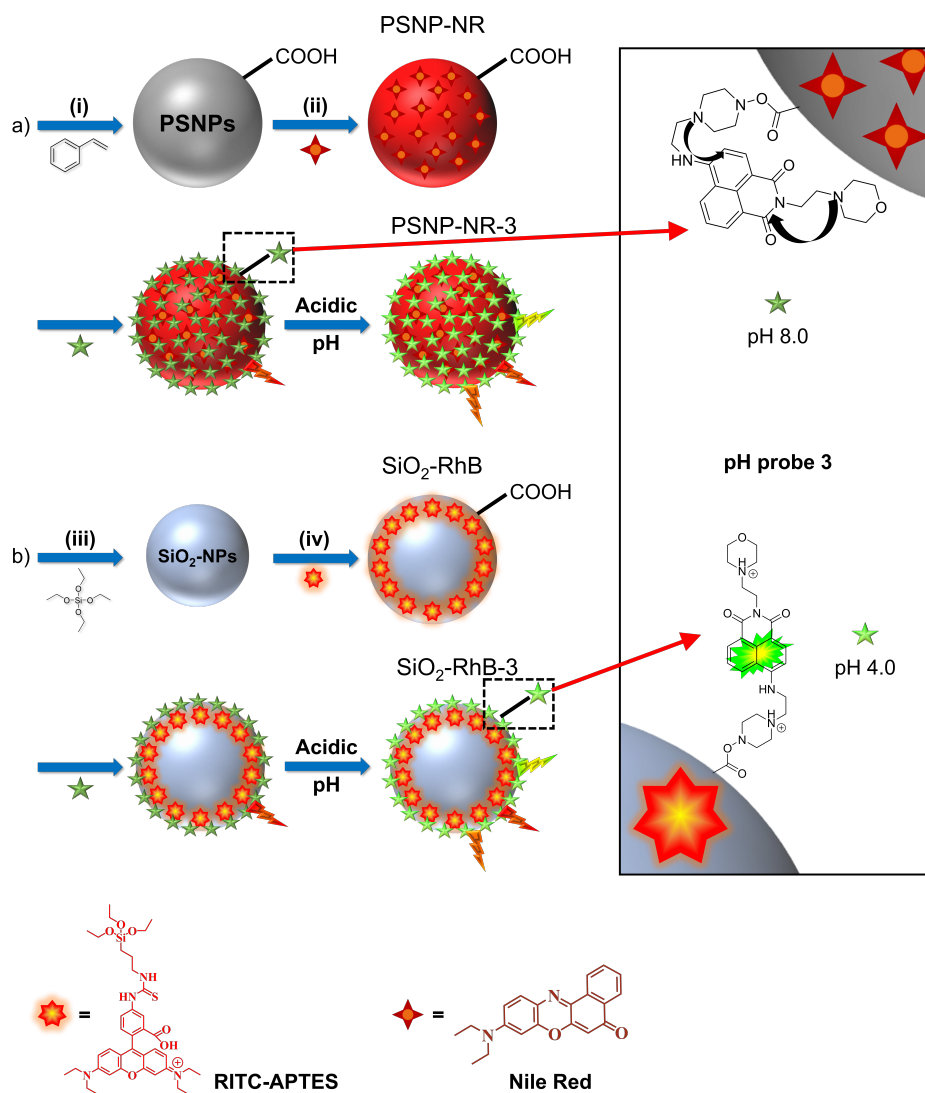 PSNP-NR
COOH
COOH
a)
(i)
PSNPs
(ii)
PSNP-NR-3
Acidic
pH
SiO₂-RhB
COOH
b)
(iii)
SiO₂-NPs
(iv)
O
Si
O
O
O
SiO₂-RhB-3
Acidic
pH
N
O
N
O
HN
O
N
O
N
O
pH 8.0
pH probe 3
O
H
N
+
O
N
O
HN
H
N
+
N
O
O
pH 4.0
O
O
Si
O
NH
HN
S
O
OH
N
O
N
+
=
RITC-APTES
=
N
N
O
O
Nile Red